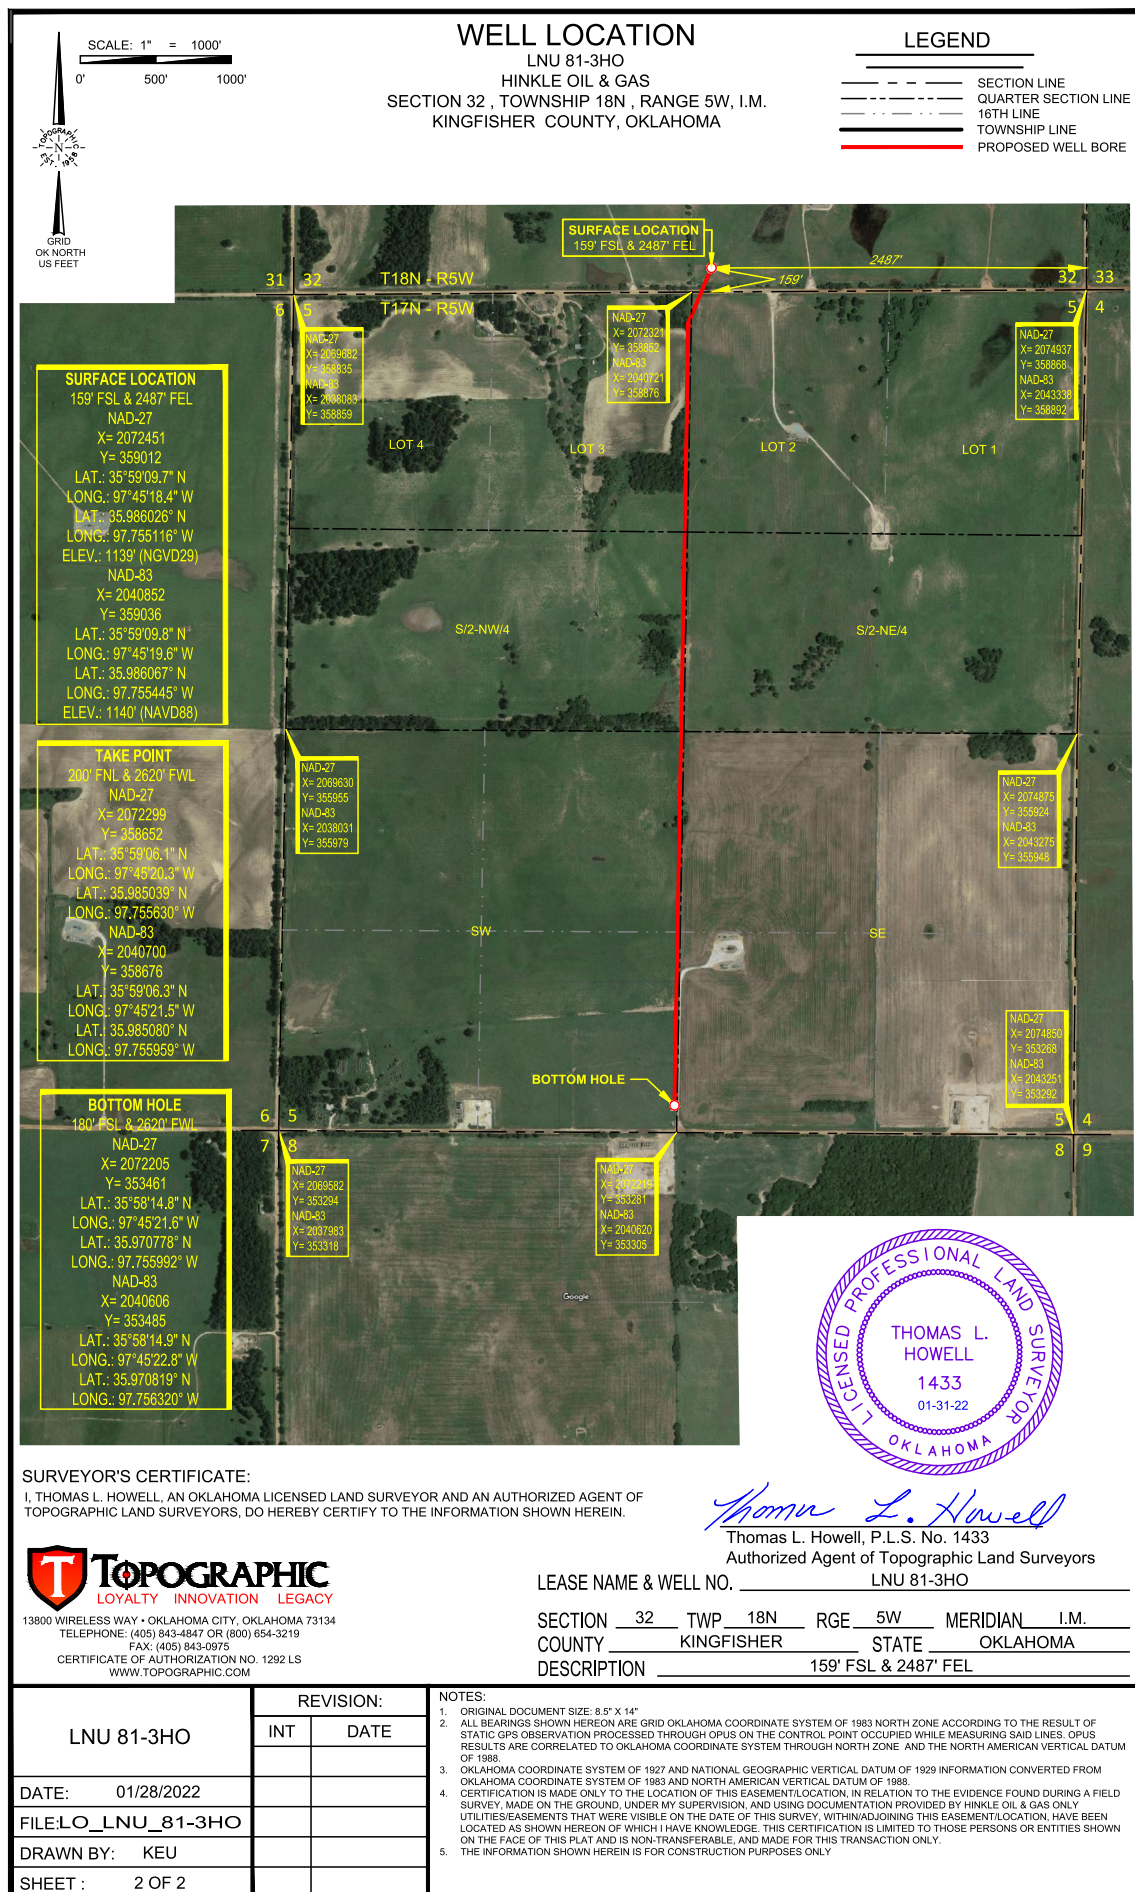 WELL LOCATION
LNU 81-3HO
HINKLE OIL & GAS
SECTION 32 , TOWNSHIP 18N , RANGE 5W, I.M.
KINGFISHER COUNTY, OKLAHOMA
SCALE: 1" = 1000'
0' 500' 1000'
TOPOGRAPHIC
N
EST. 1958
GRID
OK NORTH
US FEET
LEGEND
SECTION LINE
QUARTER SECTION LINE
16TH LINE
TOWNSHIP LINE
PROPOSED WELL BORE
SURFACE LOCATION
159' FSL & 2487' FEL
2487'
159'
31 32
T18N - R5W
32 33
6 5
T17N - R5W
5 4
NAD-27
X= 2069682
Y= 358835
NAD-83
X= 2038083
Y= 358859
NAD-27
X= 2072321
Y= 358852
NAD-83
X= 2040721
Y= 358876
NAD-27
X= 2074937
Y= 358868
NAD-83
X= 2043338
Y= 358892
LOT 4
LOT 3
LOT 2
LOT 1
SURFACE LOCATION
159' FSL & 2487' FEL
NAD-27
X= 2072451
Y= 359012
LAT.: 35°59'09.7" N
LONG.: 97°45'18.4" W
LAT.: 35.986026° N
LONG.: 97.755116° W
ELEV.: 1139' (NGVD29)
NAD-83
X= 2040852
Y= 359036
LAT.: 35°59'09.8" N
LONG.: 97°45'19.6" W
LAT.: 35.986067° N
LONG.: 97.755445° W
ELEV.: 1140' (NAVD88)
S/2-NW/4
S/2-NE/4
TAKE POINT
200' FNL & 2620' FWL
NAD-27
X= 2072299
Y= 358652
LAT.: 35°59'06.1" N
LONG.: 97°45'20.3" W
LAT.: 35.985039° N
LONG.: 97.755630° W
NAD-83
X= 2040700
Y= 358676
LAT.: 35°59'06.3" N
LONG.: 97°45'21.5" W
LAT.: 35.985080° N
LONG.: 97.755959° W
NAD-27
X= 2069630
Y= 355955
NAD-83
X= 2038031
Y= 355979
NAD-27
X= 2074875
Y= 355924
NAD-83
X= 2043275
Y= 355948
SW
SE
NAD-27
X= 2074850
Y= 353268
NAD-83
X= 2043251
Y= 353292
BOTTOM HOLE
BOTTOM HOLE
180' FSL & 2620' FWL
NAD-27
X= 2072205
Y= 353461
LAT.: 35°58'14.8" N
LONG.: 97°45'21.6" W
LAT.: 35.970778° N
LONG.: 97.755992° W
NAD-83
X= 2040606
Y= 353485
LAT.: 35°58'14.9" N
LONG.: 97°45'22.8" W
LAT.: 35.970819° N
LONG.: 97.756320° W
6 5
5 4
7 8
8 9
NAD-27
X= 2069582
Y= 353294
NAD-83
X= 2037983
Y= 353318
NAD-27
X= 2072219
Y= 353281
NAD-83
X= 2040620
Y= 353305
Google
LICENSED PROFESSIONAL LAND SURVEYOR
THOMAS L.
HOWELL
1433
01-31-22
OKLAHOMA
SURVEYOR'S CERTIFICATE:
I, THOMAS L. HOWELL, AN OKLAHOMA LICENSED LAND SURVEYOR AND AN AUTHORIZED AGENT OF
TOPOGRAPHIC LAND SURVEYORS, DO HEREBY CERTIFY TO THE INFORMATION SHOWN HEREIN.
Thomas L. Howell
Thomas L. Howell, P.L.S. No. 1433
Authorized Agent of Topographic Land Surveyors
T TOPOGRAPHIC
LOYALTY INNOVATION LEGACY
13800 WIRELESS WAY • OKLAHOMA CITY, OKLAHOMA 73134
TELEPHONE: (405) 843-4847 OR (800) 654-3219
FAX: (405) 843-0975
CERTIFICATE OF AUTHORIZATION NO. 1292 LS
WWW.TOPOGRAPHIC.COM
LEASE NAME & WELL NO. LNU 81-3HO
SECTION 32 TWP 18N RGE 5W MERIDIAN I.M.
COUNTY KINGFISHER STATE OKLAHOMA
DESCRIPTION 159' FSL & 2487' FEL
LNU 81-3HO
DATE: 01/28/2022
FILE:LO_LNU_81-3HO
DRAWN BY: KEU
SHEET : 2 OF 2
REVISION:
INT DATE
NOTES:
1. ORIGINAL DOCUMENT SIZE: 8.5" X 14"
2. ALL BEARINGS SHOWN HEREON ARE GRID OKLAHOMA COORDINATE SYSTEM OF 1983 NORTH ZONE ACCORDING TO THE RESULT OF
STATIC GPS OBSERVATION PROCESSED THROUGH OPUS ON THE CONTROL POINT OCCUPIED WHILE MEASURING SAID LINES. OPUS
RESULTS ARE CORRELATED TO OKLAHOMA COORDINATE SYSTEM THROUGH NORTH ZONE AND THE NORTH AMERICAN VERTICAL DATUM
OF 1988.
3. OKLAHOMA COORDINATE SYSTEM OF 1927 AND NATIONAL GEOGRAPHIC VERTICAL DATUM OF 1929 INFORMATION CONVERTED FROM
OKLAHOMA COORDINATE SYSTEM OF 1983 AND NORTH AMERICAN VERTICAL DATUM OF 1988.
4. CERTIFICATION IS MADE ONLY TO THE LOCATION OF THIS EASEMENT/LOCATION, IN RELATION TO THE EVIDENCE FOUND DURING A FIELD
SURVEY, MADE ON THE GROUND, UNDER MY SUPERVISION, AND USING DOCUMENTATION PROVIDED BY HINKLE OIL & GAS ONLY
UTILITIES/EASEMENTS THAT WERE VISIBLE ON THE DATE OF THIS SURVEY, WITHIN/ADJOINING THIS EASEMENT/LOCATION, HAVE BEEN
LOCATED AS SHOWN HEREON OF WHICH I HAVE KNOWLEDGE. THIS CERTIFICATION IS LIMITED TO THOSE PERSONS OR ENTITIES SHOWN
ON THE FACE OF THIS PLAT AND IS NON-TRANSFERABLE, AND MADE FOR THIS TRANSACTION ONLY.
5. THE INFORMATION SHOWN HEREIN IS FOR CONSTRUCTION PURPOSES ONLY